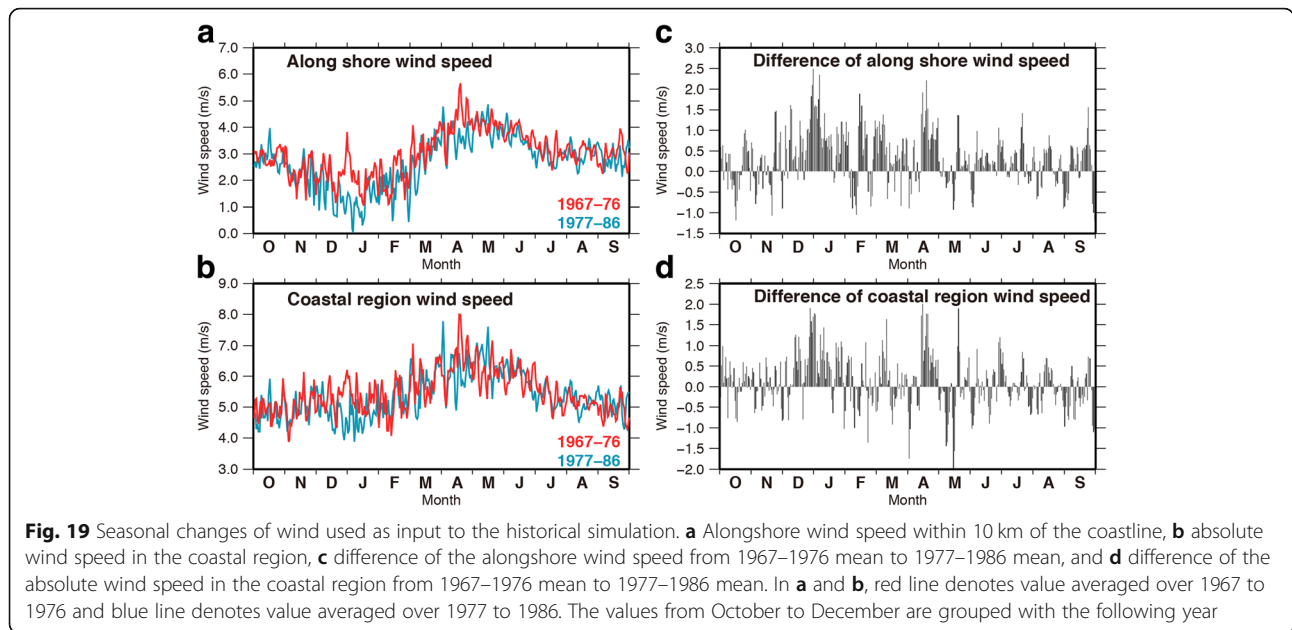 a
7.0
Along shore wind speed
6.0
5.0
4.0
3.0
2.0
1.0
0.0
Wind speed (m/s)
1967–76
1977–86
O N D J F M A M J J A S
Month
c
3.0
Difference of along shore wind speed
2.5
2.0
1.5
1.0
0.5
0.0
−0.5
−1.0
−1.5
Wind speed (m/s)
O N D J F M A M J J A S
Month
b
9.0
Coastal region wind speed
8.0
7.0
6.0
5.0
4.0
3.0
Wind speed (m/s)
1967–76
1977–86
O N D J F M A M J J A S
Month
d
2.5
Difference of coastal region wind speed
2.0
1.5
1.0
0.5
0.0
−0.5
−1.0
−1.5
−2.0
Wind speed (m/s)
O N D J F M A M J J A S
Month
Fig. 19 Seasonal changes of wind used as input to the historical simulation. a Alongshore wind speed within 10 km of the coastline, b absolute
wind speed in the coastal region, c difference of the alongshore wind speed from 1967–1976 mean to 1977–1986 mean, and d difference of the
absolute wind speed in the coastal region from 1967–1976 mean to 1977–1986 mean. In a and b, red line denotes value averaged over 1967 to
1976 and blue line denotes value averaged over 1977 to 1986. The values from October to December are grouped with the following year